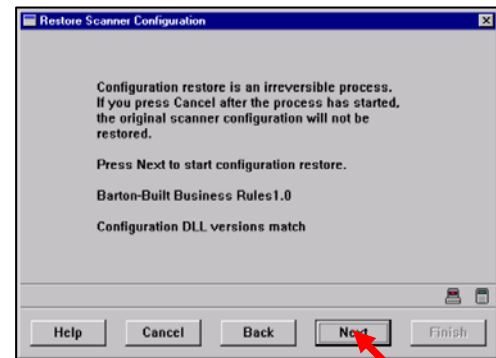 Restore Scanner Configuration
Configuration restore is an irreversible process.
If you press Cancel after the process has started,
the original scanner configuration will not be
restored.
Press Next to start configuration restore.
Barton-Built Business Rules1.0
Configuration DLL versions match
Help Cancel Back Next Finish